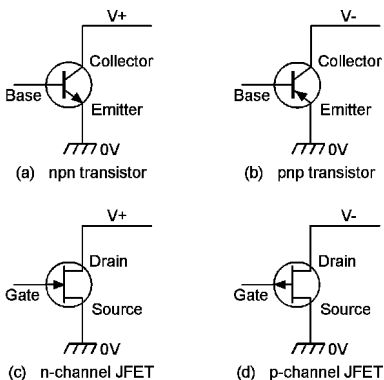 V+
Collector
Base
Emitter
0V
(a) npn transistor
V-
Collector
Base
Emitter
0V
(b) pnp transistor
V+
Drain
Gate
Source
0V
(c) n-channel JFET
V-
Drain
Gate
Source
0V
(d) p-channel JFET